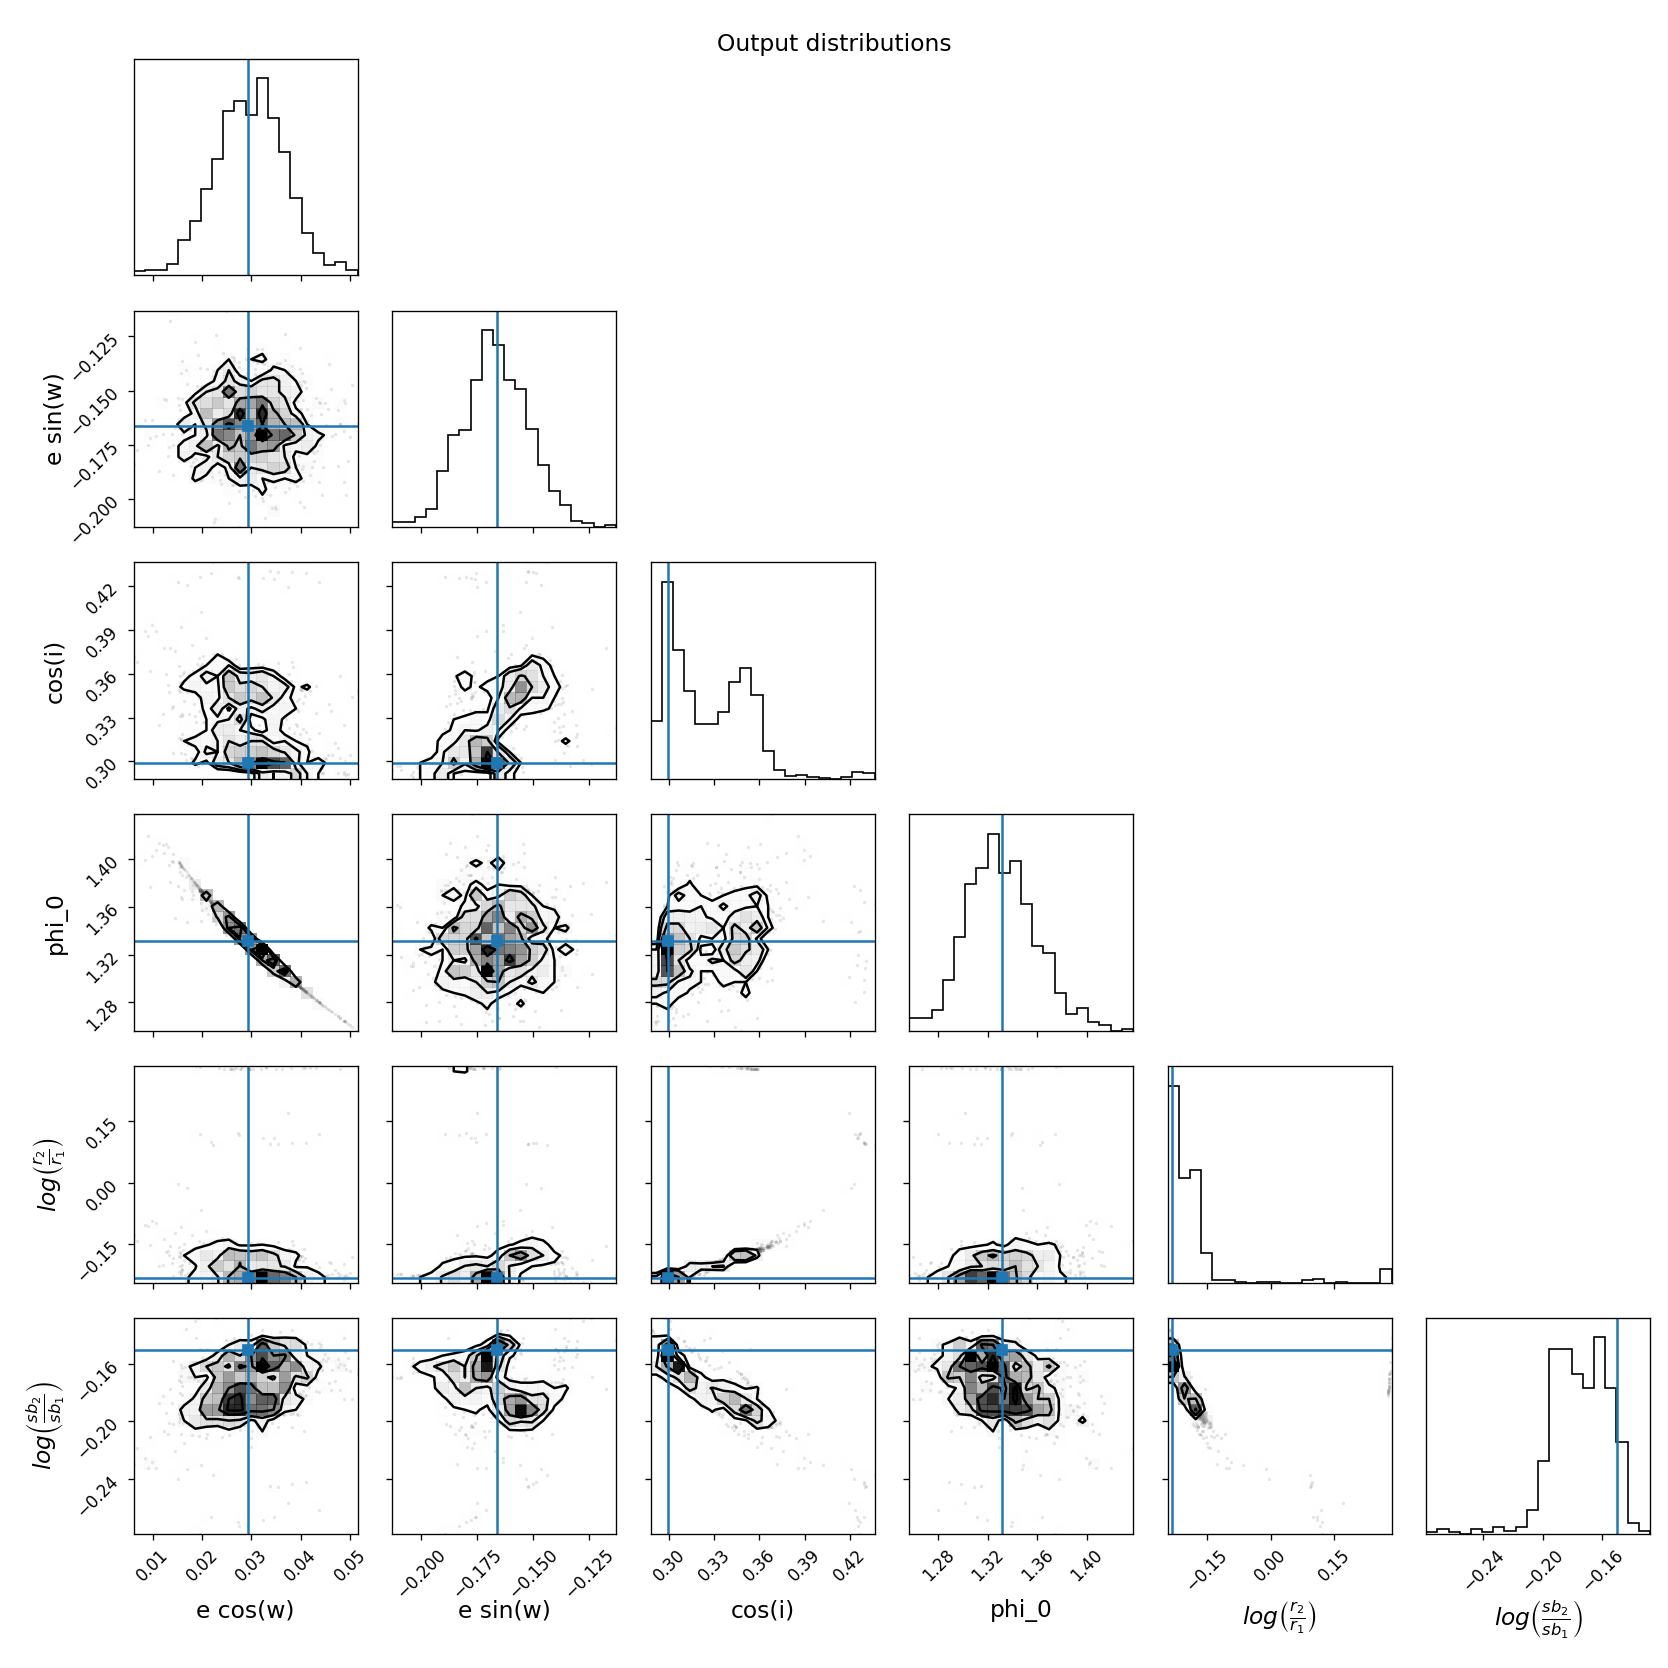 Output distributions
e sin(w)
−0.125
−0.150
−0.175
−0.200
cos(i)
0.42
0.39
0.36
0.33
0.30
phi_0
1.40
1.36
1.32
1.28
log(r2/r1)
0.15
0.00
−0.15
log(sb2/sb1)
−0.16
−0.20
−0.24
0.01 0.02 0.03 0.04 0.05
−0.200 −0.175 −0.150 −0.125
0.30 0.33 0.36 0.39 0.42
1.28 1.32 1.36 1.40
−0.15 0.00 0.15
−0.24 −0.20 −0.16
e cos(w) e sin(w) cos(i) phi_0 log(r2/r1) log(sb2/sb1)